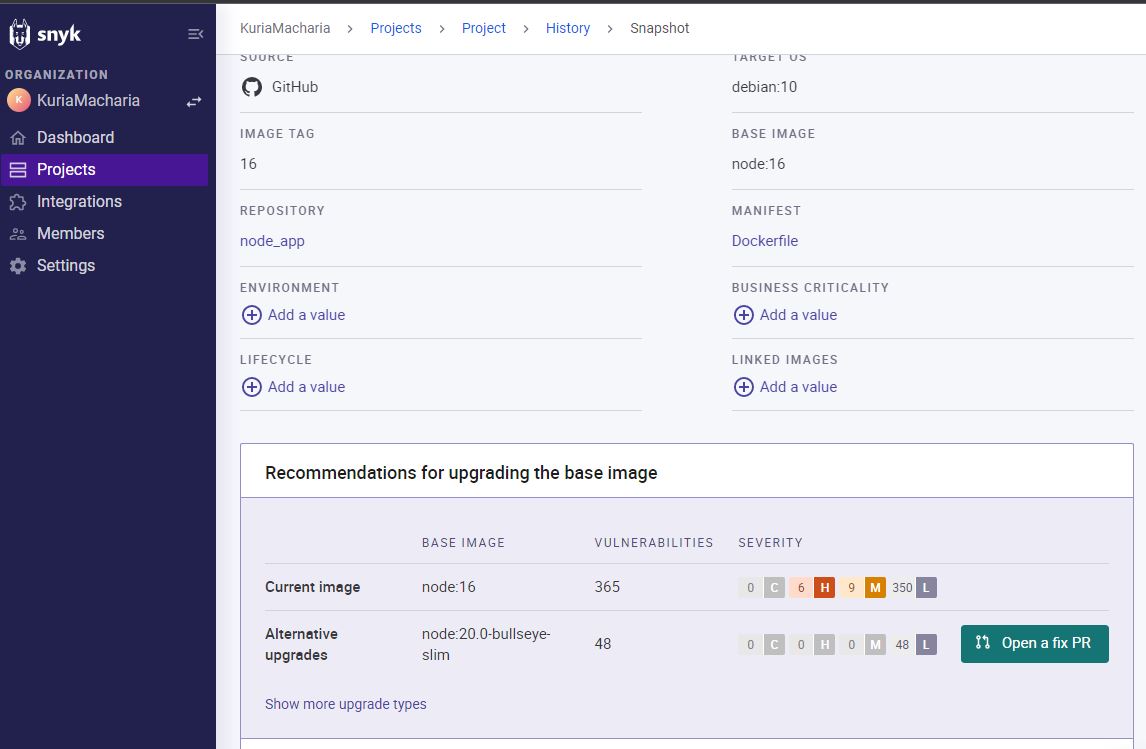 snyk
ORGANIZATION
K KuriaMacharia
Dashboard
Projects
Integrations
Members
Settings
KuriaMacharia > Projects > Project > History > Snapshot
SOURCE
GitHub
TARGET OS
debian:10
IMAGE TAG
16
BASE IMAGE
node:16
REPOSITORY
node_app
MANIFEST
Dockerfile
ENVIRONMENT
Add a value
BUSINESS CRITICALITY
Add a value
LIFECYCLE
Add a value
LINKED IMAGES
Add a value
Recommendations for upgrading the base image
BASE IMAGE VULNERABILITIES SEVERITY
Current image node:16 365 0 C 6 H 9 M 350 L
Alternative upgrades
node:20.0-bullseye-slim
48 0 C 0 H 0 M 48 L Open a fix PR
Show more upgrade types